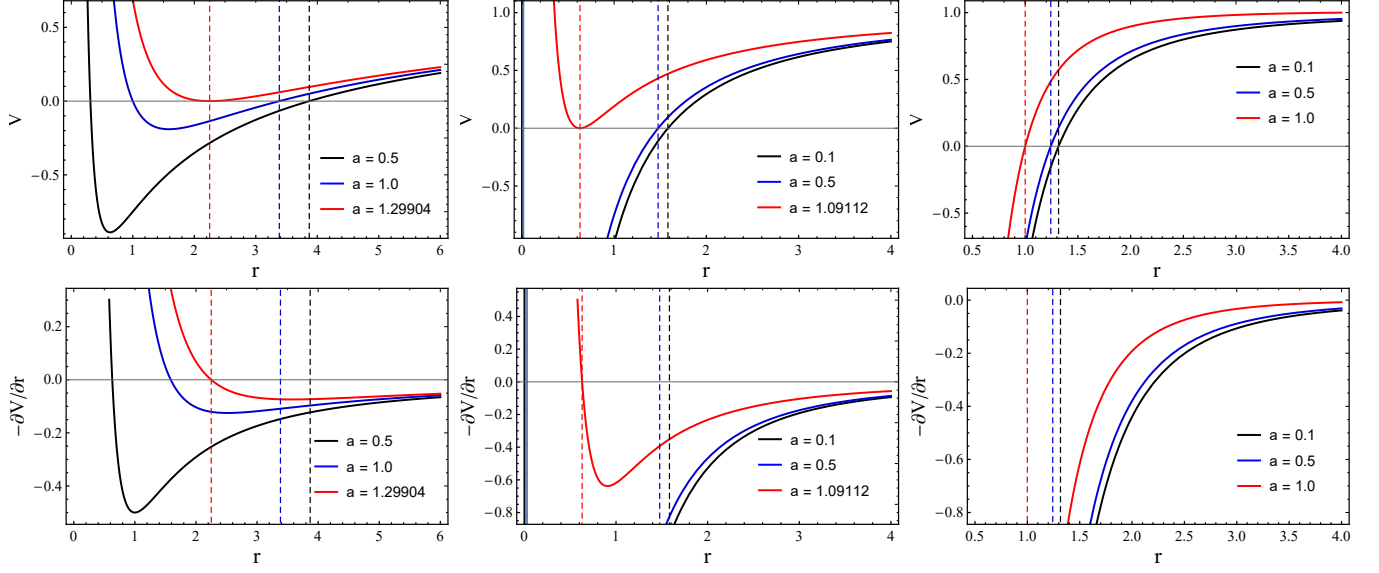 V
0.5
0.0
−0.5
a = 0.5
a = 1.0
a = 1.29904
0 1 2 3 4 5 6
r
V
1.0
0.5
0.0
−0.5
a = 0.1
a = 0.5
a = 1.09112
0 1 2 3 4
r
V
1.0
0.5
0.0
−0.5
a = 0.1
a = 0.5
a = 1.0
0.5 1.0 1.5 2.0 2.5 3.0 3.5 4.0
r
−∂V/∂r
0.2
0.0
−0.2
−0.4
a = 0.5
a = 1.0
a = 1.29904
0 1 2 3 4 5 6
r
−∂V/∂r
0.4
0.2
0.0
−0.2
−0.4
−0.6
−0.8
a = 0.1
a = 0.5
a = 1.09112
0 1 2 3 4
r
−∂V/∂r
0.0
−0.2
−0.4
−0.6
−0.8
a = 0.1
a = 0.5
a = 1.0
0.5 1.0 1.5 2.0 2.5 3.0 3.5 4.0
r